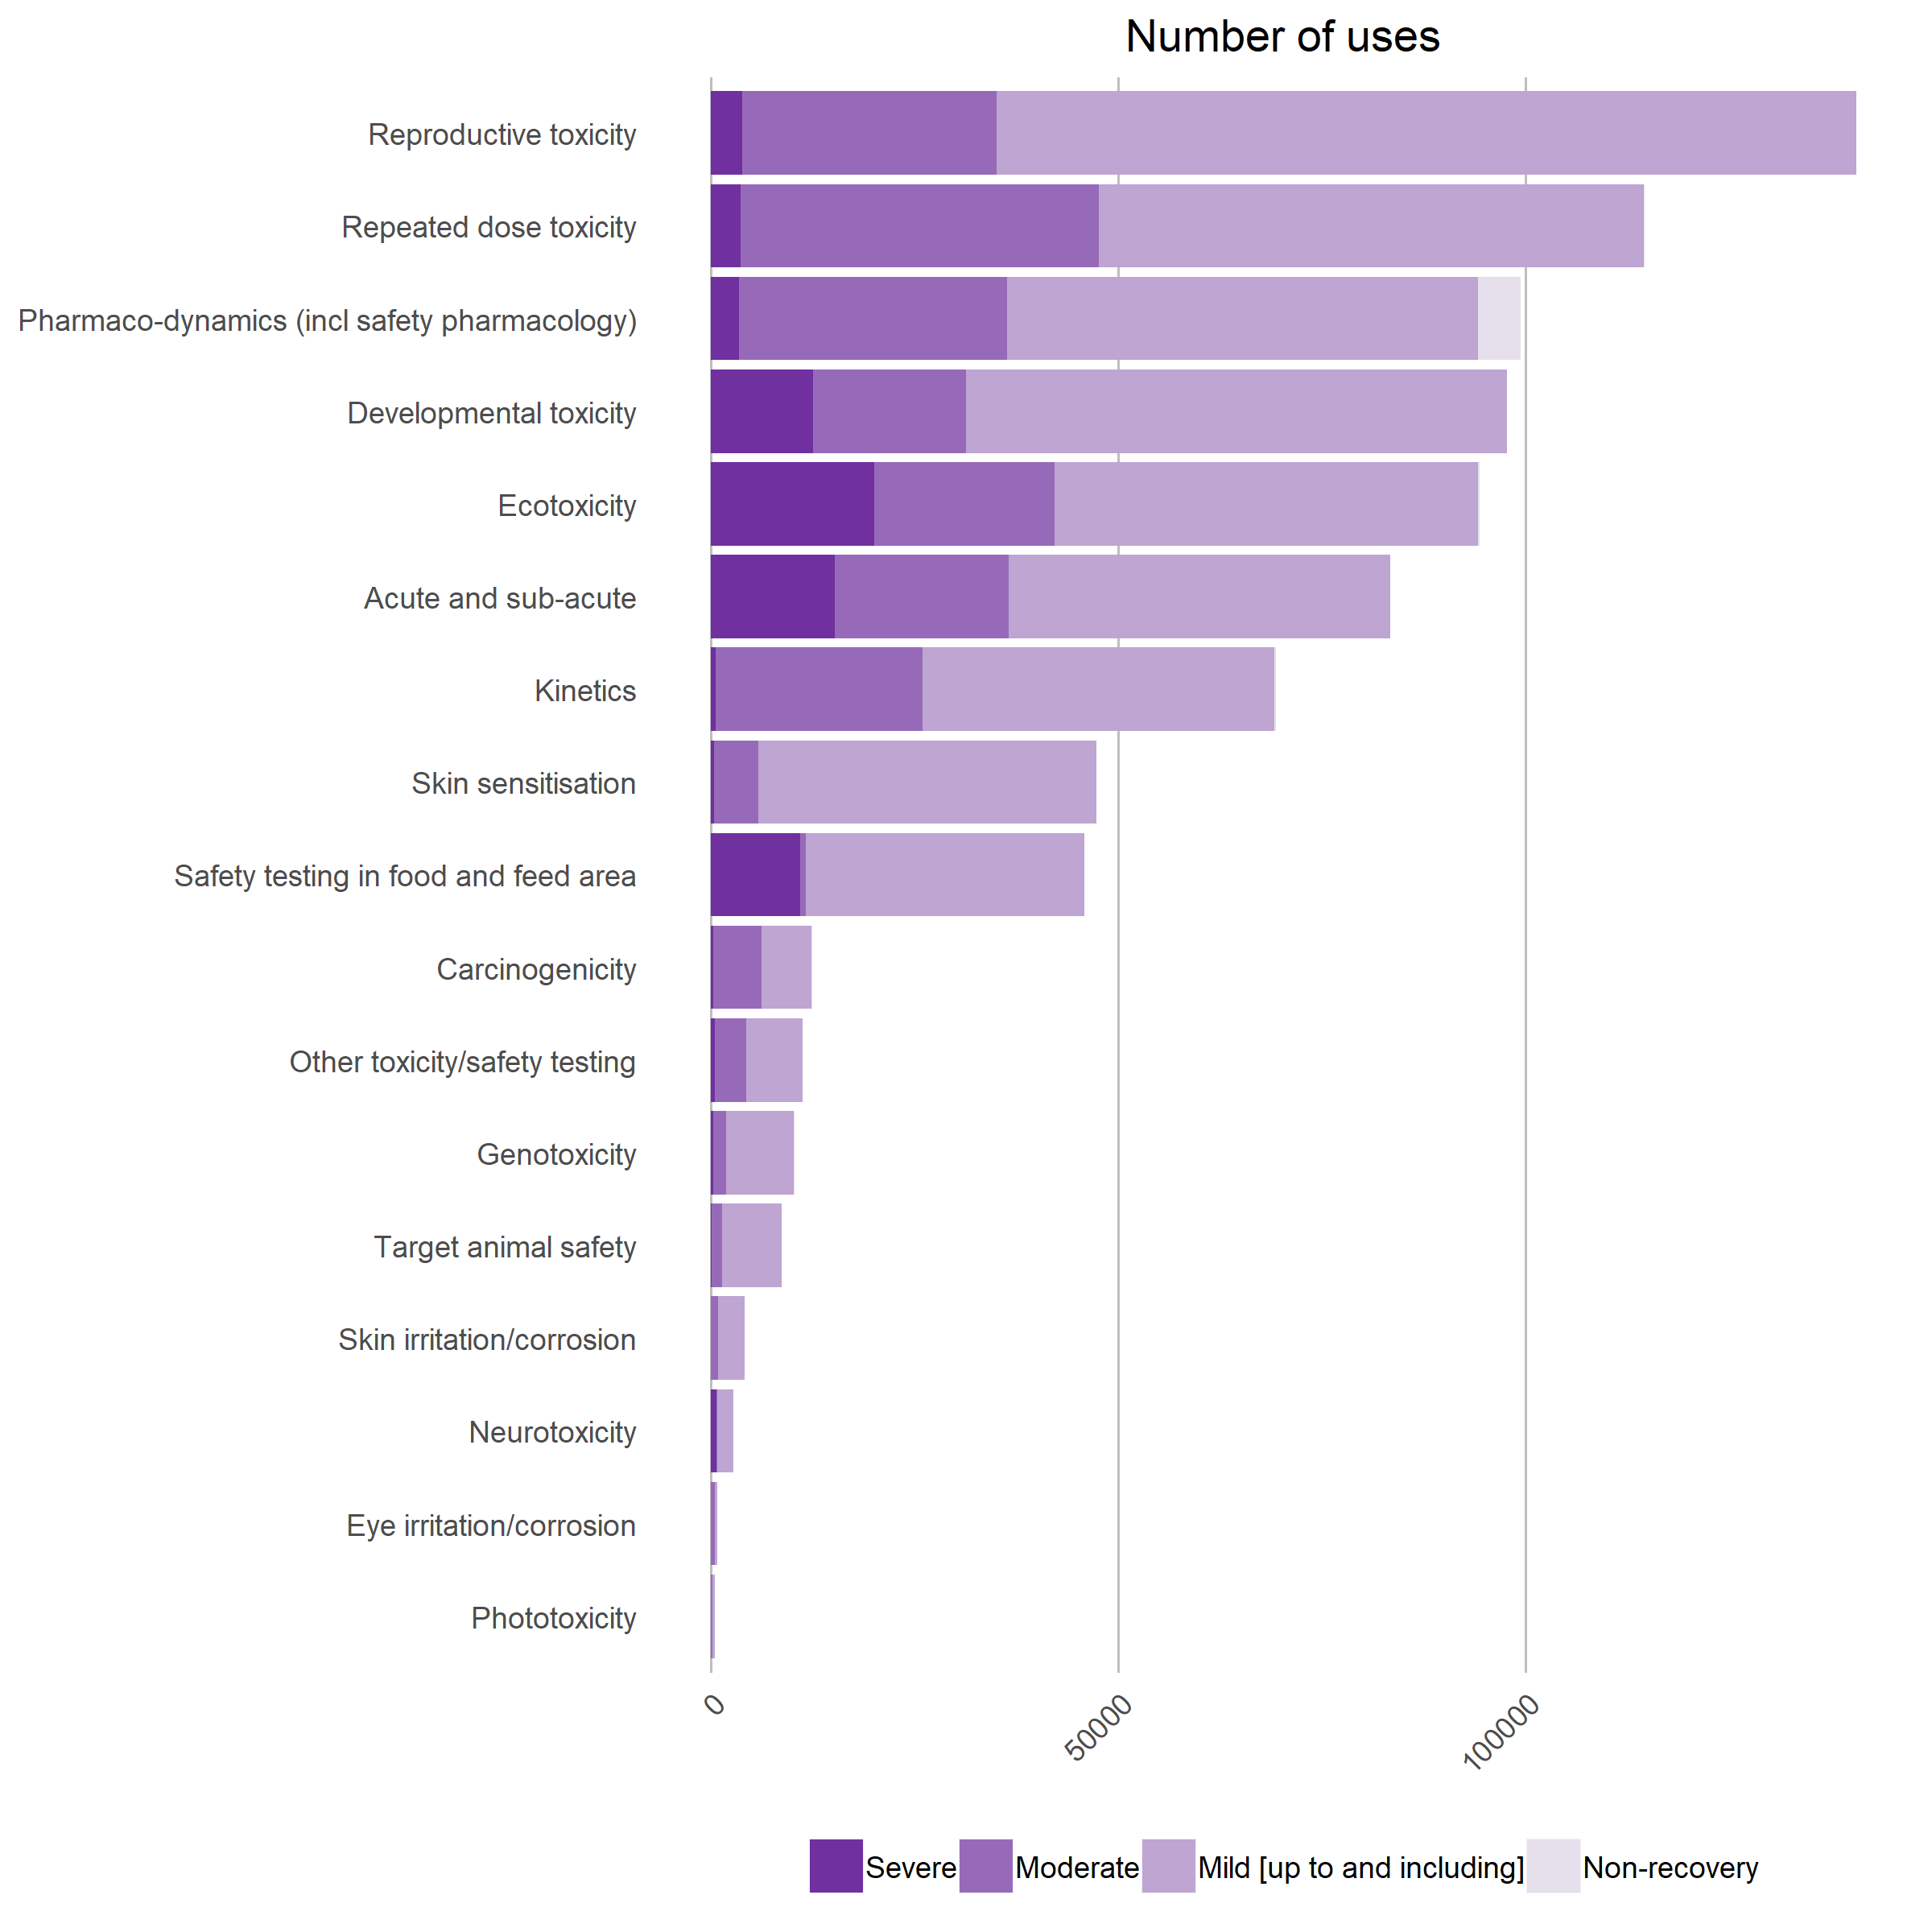 Number of uses
Reproductive toxicity
Repeated dose toxicity
Pharmaco-dynamics (incl safety pharmacology)
Developmental toxicity
Ecotoxicity
Acute and sub-acute
Kinetics
Skin sensitisation
Safety testing in food and feed area
Carcinogenicity
Other toxicity/safety testing
Genotoxicity
Target animal safety
Skin irritation/corrosion
Neurotoxicity
Eye irritation/corrosion
Phototoxicity
0 50000 100000
Severe Moderate Mild [up to and including] Non-recovery